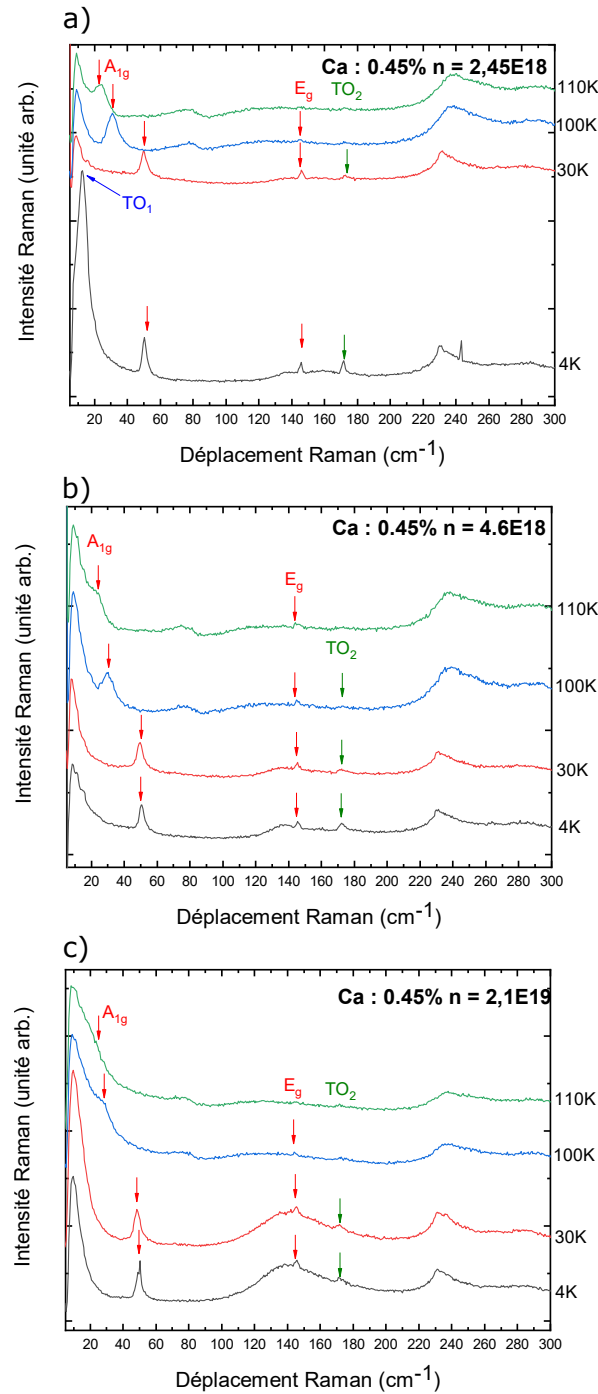 a)
Ca : 0.45% n = 2,45E18
A1g
Eg
TO2
TO1
110K
100K
30K
4K
Intensité Raman (unité arb.)
20 40 60 80 100 120 140 160 180 200 220 240 260 280 300
Déplacement Raman (cm-1)
b)
Ca : 0.45% n = 4.6E18
A1g
Eg
TO2
110K
100K
30K
4K
Intensité Raman (unité arb.)
20 40 60 80 100 120 140 160 180 200 220 240 260 280 300
Déplacement Raman (cm-1)
c)
Ca : 0.45% n = 2,1E19
A1g
Eg
TO2
110K
100K
30K
4K
Intensité Raman (unité arb.)
20 40 60 80 100 120 140 160 180 200 220 240 260 280 300
Déplacement Raman (cm-1)